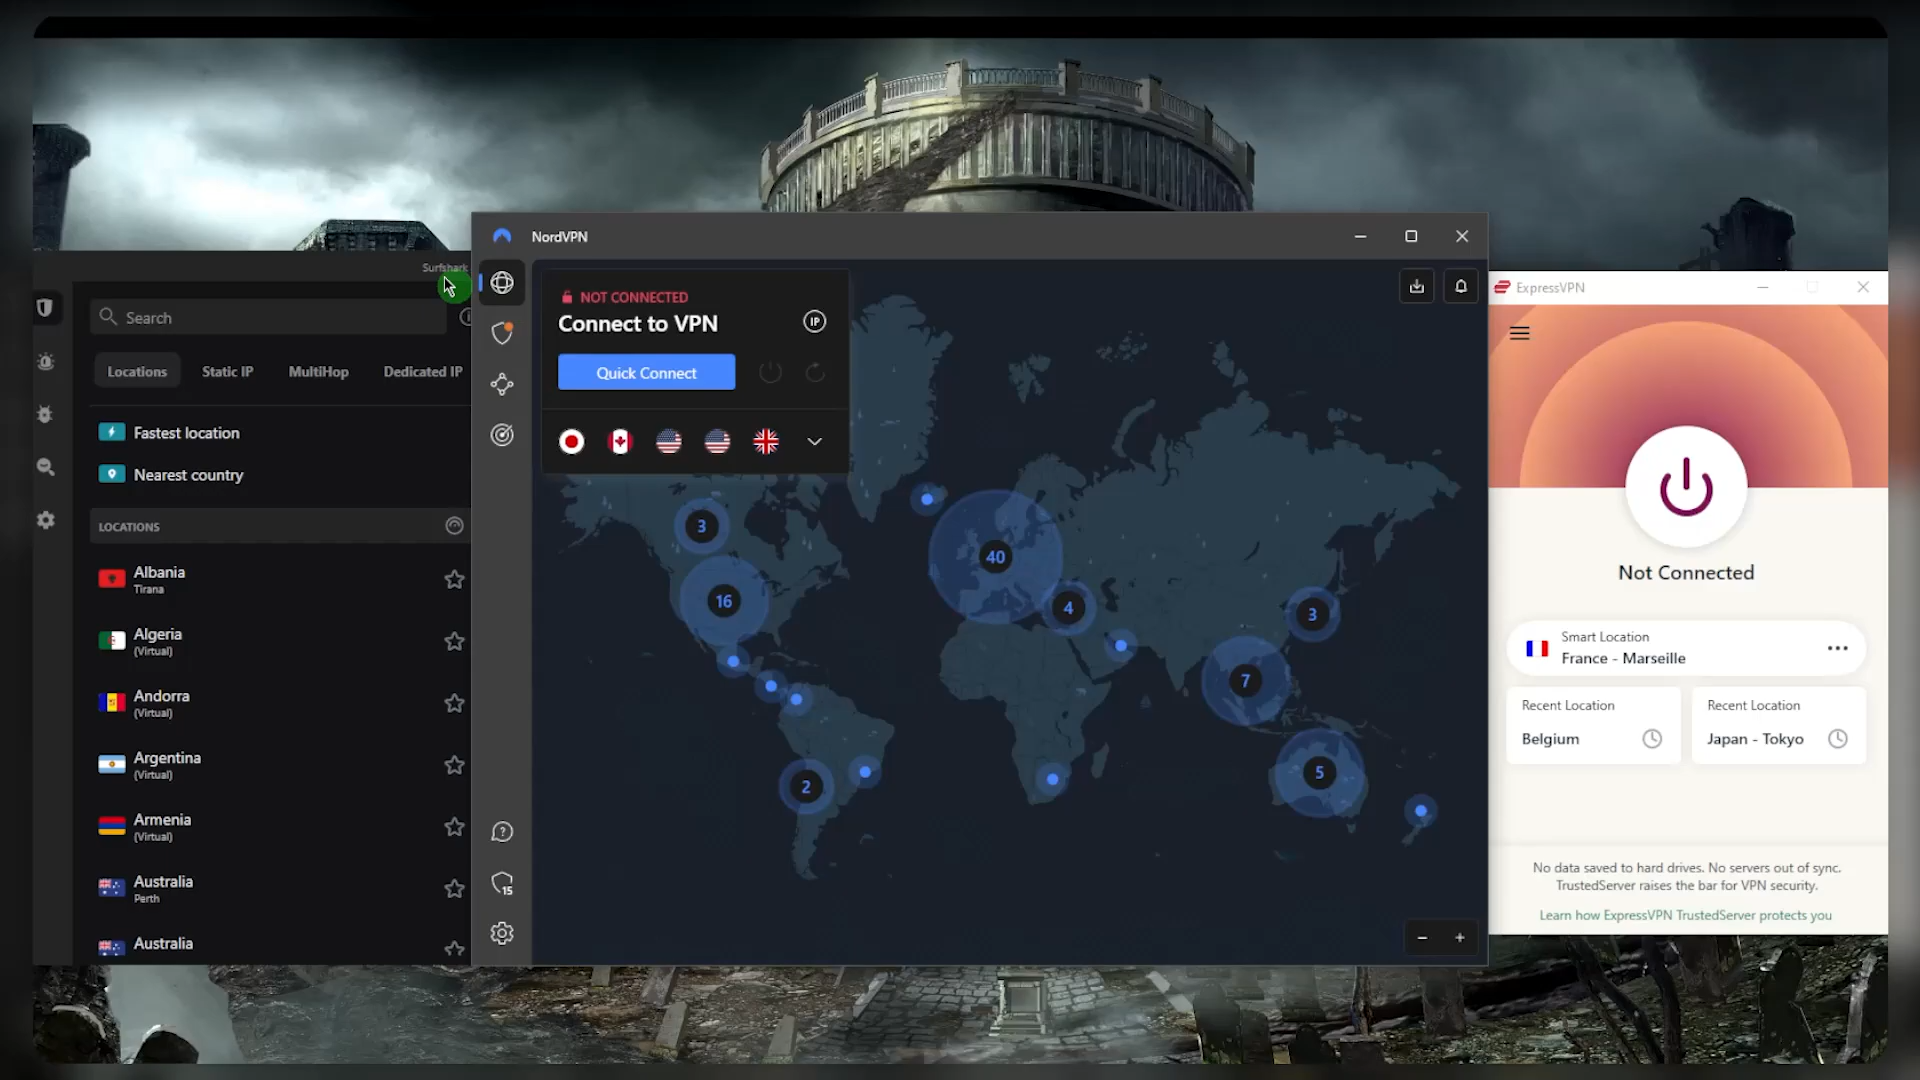 Surfshark
Search
Locations
Static IP
MultiHop
Dedicated IP
Fastest location
Nearest country
LOCATIONS
Albania
Tirana
Algeria
(Virtual)
Andorra
(Virtual)
Argentina
(Virtual)
Armenia
(Virtual)
Australia
Perth
Australia
NordVPN
NOT CONNECTED
Connect to VPN
IP
Quick Connect
3
16
40
4
3
7
5
2
15
ExpressVPN
Not Connected
Smart Location
France - Marseille
Recent Location
Belgium
Recent Location
Japan - Tokyo
No data saved to hard drives. No servers out of sync.
TrustedServer raises the bar for VPN security.
Learn how ExpressVPN TrustedServer protects you